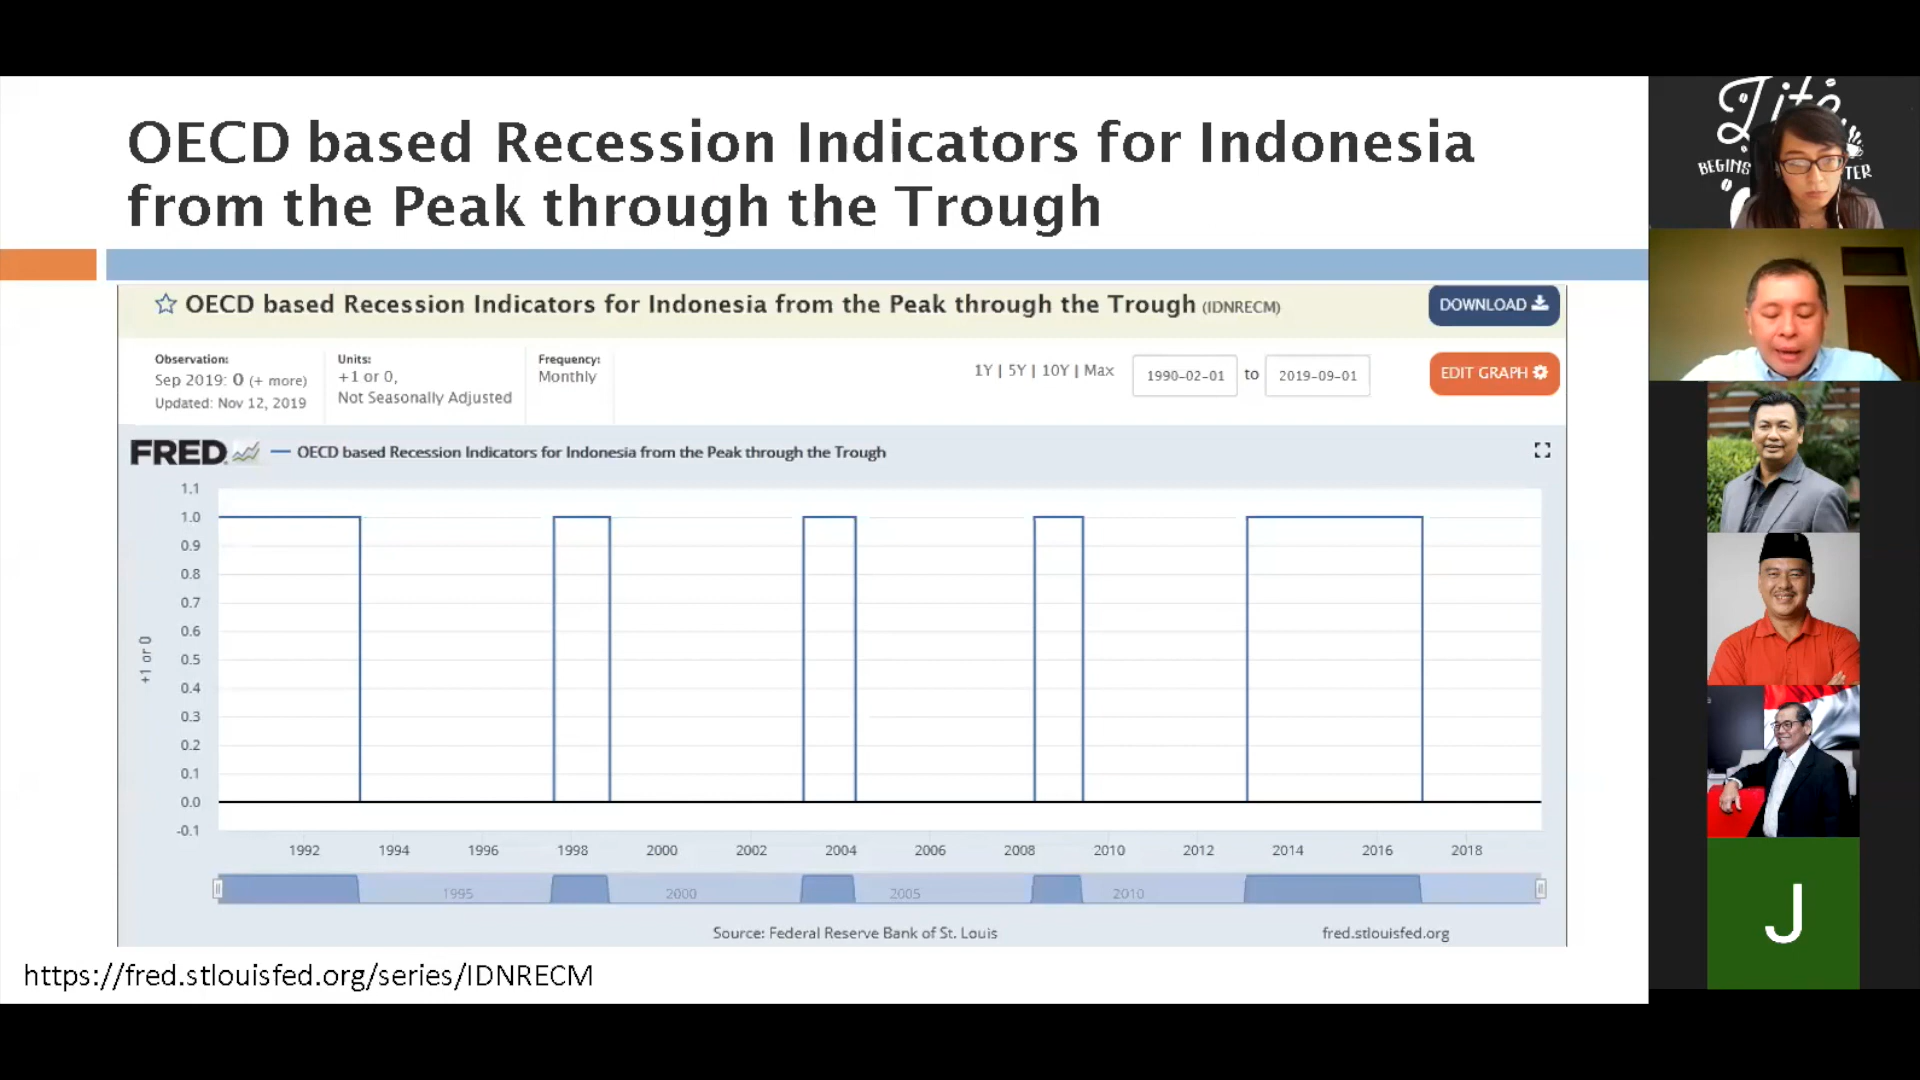 OECD based Recession Indicators for Indonesia
from the Peak through the Trough
OECD based Recession Indicators for Indonesia from the Peak through the Trough (IDNRECM)
DOWNLOAD
Observation:
Sep 2019: 0 (+ more)
Updated: Nov 12, 2019
Units:
+1 or 0,
Not Seasonally Adjusted
Frequency:
Monthly
1Y | 5Y | 10Y | Max
1990-02-01 to 2019-09-01
EDIT GRAPH
FRED
OECD based Recession Indicators for Indonesia from the Peak through the Trough
+1 or 0
1.1
1.0
0.9
0.8
0.7
0.6
0.5
0.4
0.3
0.2
0.1
0.0
-0.1
1992 1994 1996 1998 2000 2002 2004 2006 2008 2010 2012 2014 2016 2018
1995 2000 2005 2010
Source: Federal Reserve Bank of St. Louis
fred.stlouisfed.org
https://fred.stlouisfed.org/series/IDNRECM
Life
BEGINS
J